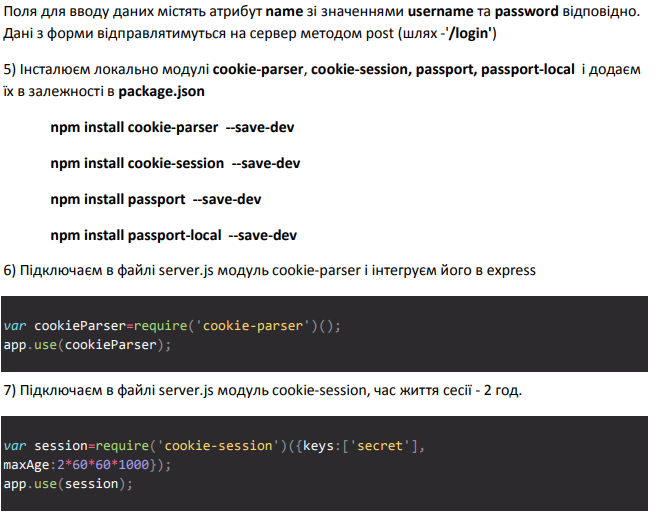 Поля для вводу даних містять атрибут name зі значеннями username та password відповідно.
Дані з форми відправлятимуться на сервер методом post (шлях -'/login')
5) Інсталюєм локально модулі cookie-parser, cookie-session, passport, passport-local і додаєм
їх в залежності в package.json
npm install cookie-parser --save-dev
npm install cookie-session --save-dev
npm install passport --save-dev
npm install passport-local --save-dev
6) Підключаєм в файлі server.js модуль cookie-parser і інтегруєм його в express
var cookieParser=require('cookie-parser')();
app.use(cookieParser);
7) Підключаєм в файлі server.js модуль cookie-session, час життя сесії - 2 год.
var session=require('cookie-session')({keys:['secret'],
maxAge:2*60*60*1000});
app.use(session);